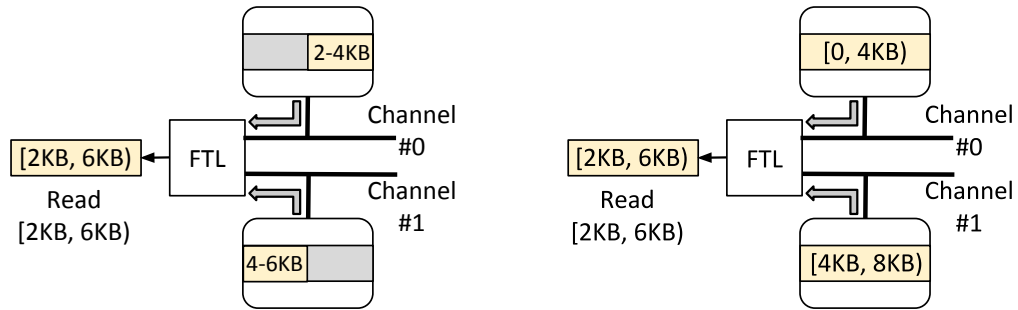 2-4KB
Channel
#0
[2KB, 6KB)
FTL
Read
[2KB, 6KB)
Channel
#1
4-6KB
[0, 4KB)
Channel
#0
[2KB, 6KB)
FTL
Read
[2KB, 6KB)
Channel
#1
[4KB, 8KB)